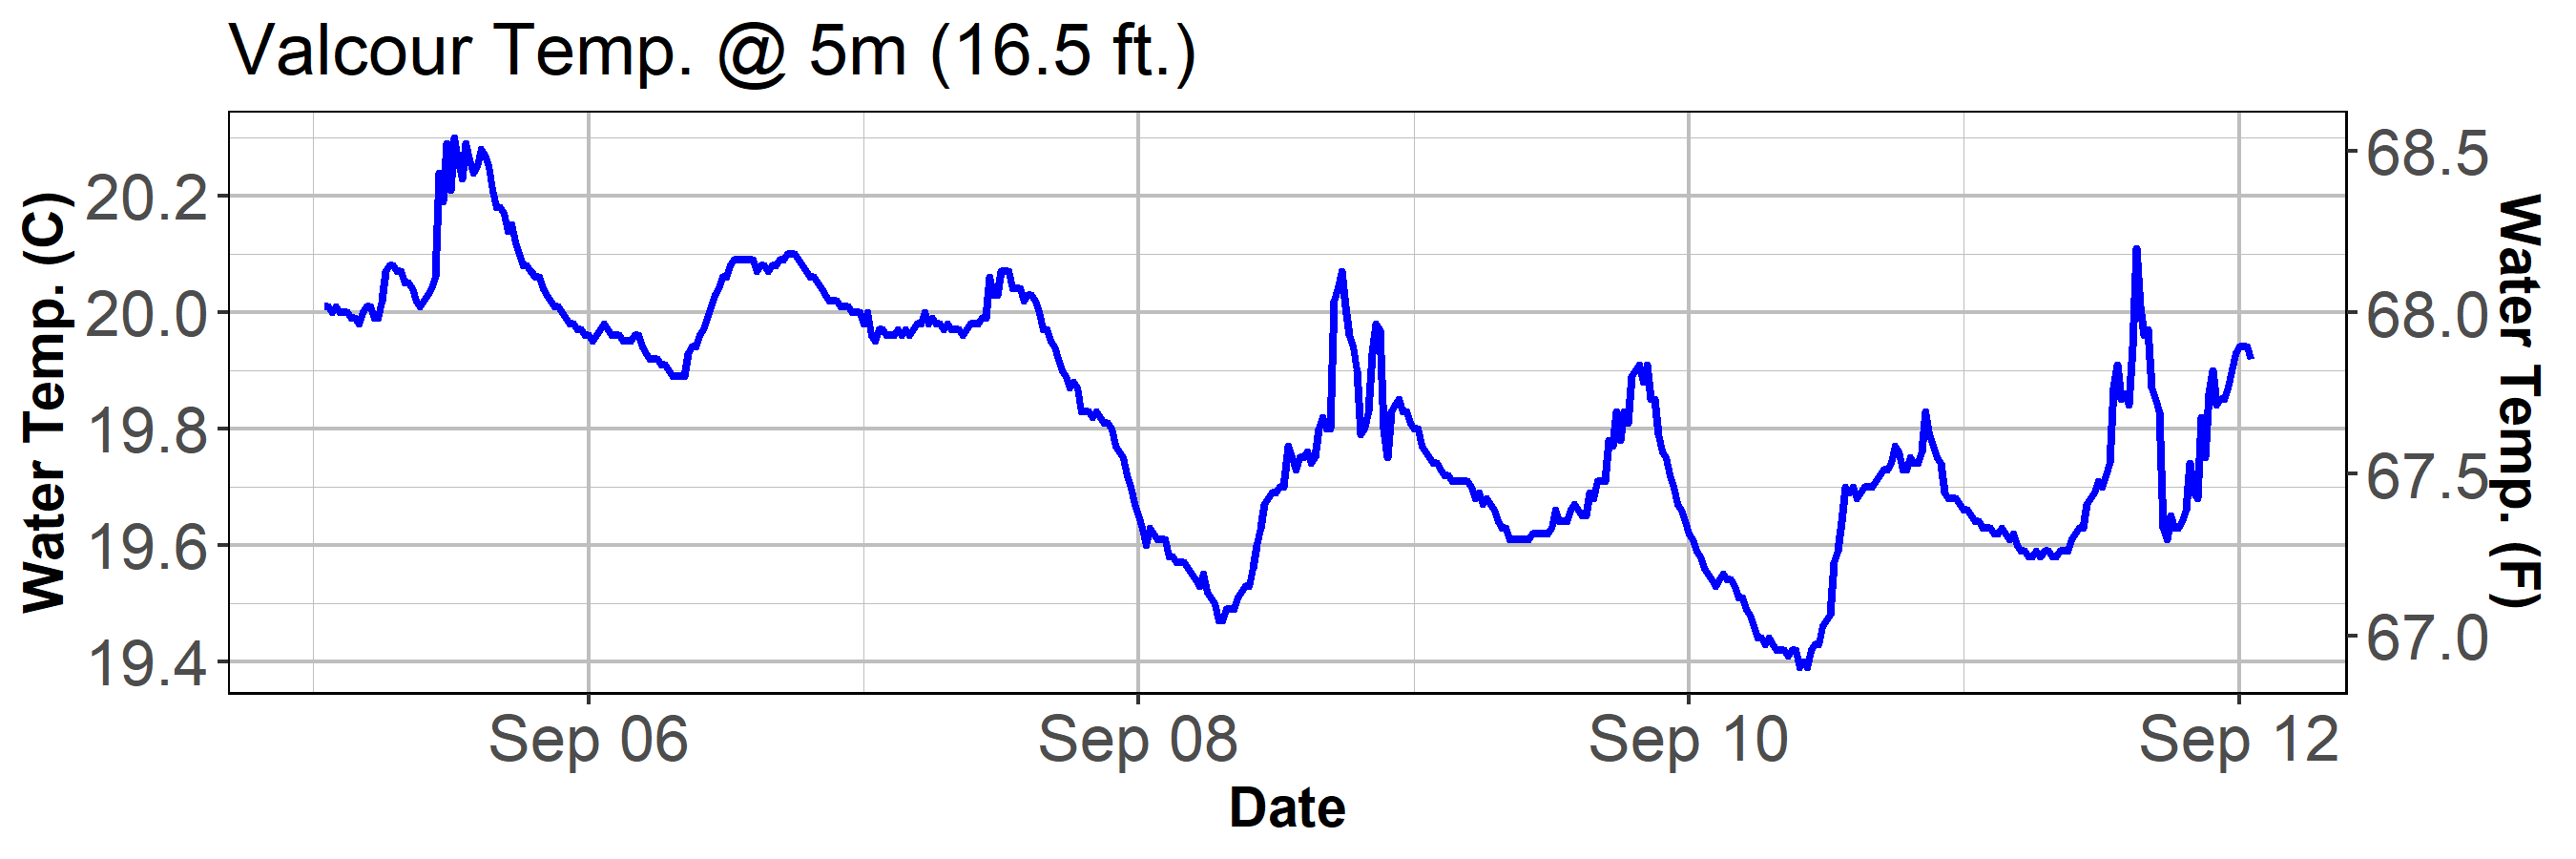 Valcour Temp. @ 5m (16.5 ft.)
Water Temp. (C)
20.2
20.0
19.8
19.6
19.4
68.5
68.0
67.5
67.0
Water Temp. (F)
Sep 06 Sep 08 Sep 10 Sep 12
Date